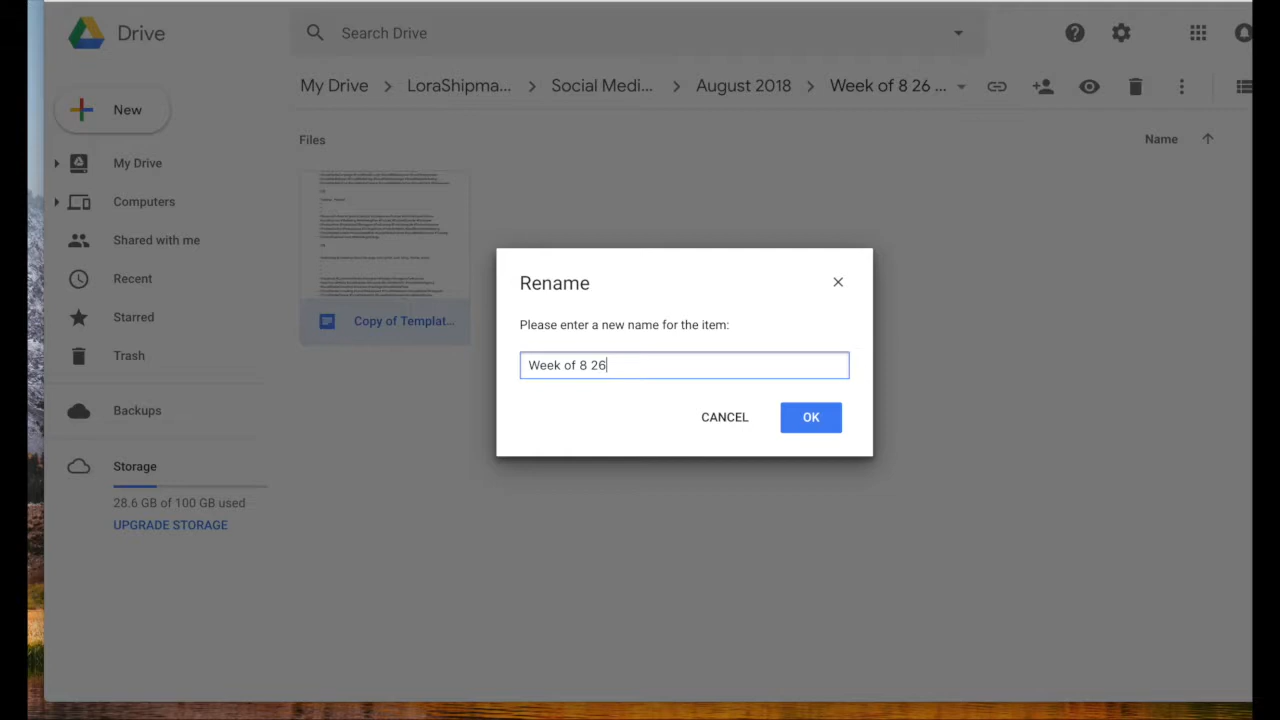 Drive
Search Drive
My Drive
LoraShipma...
Social Medi...
August 2018
Week of 8 26 ...
New
Files
Name
My Drive
Computers
Shared with me
Recent
Starred
Trash
Backups
Storage
28.6 GB of 100 GB used
UPGRADE STORAGE
Copy of Templat...
Rename
Please enter a new name for the item:
Week of 8 26
CANCEL
OK